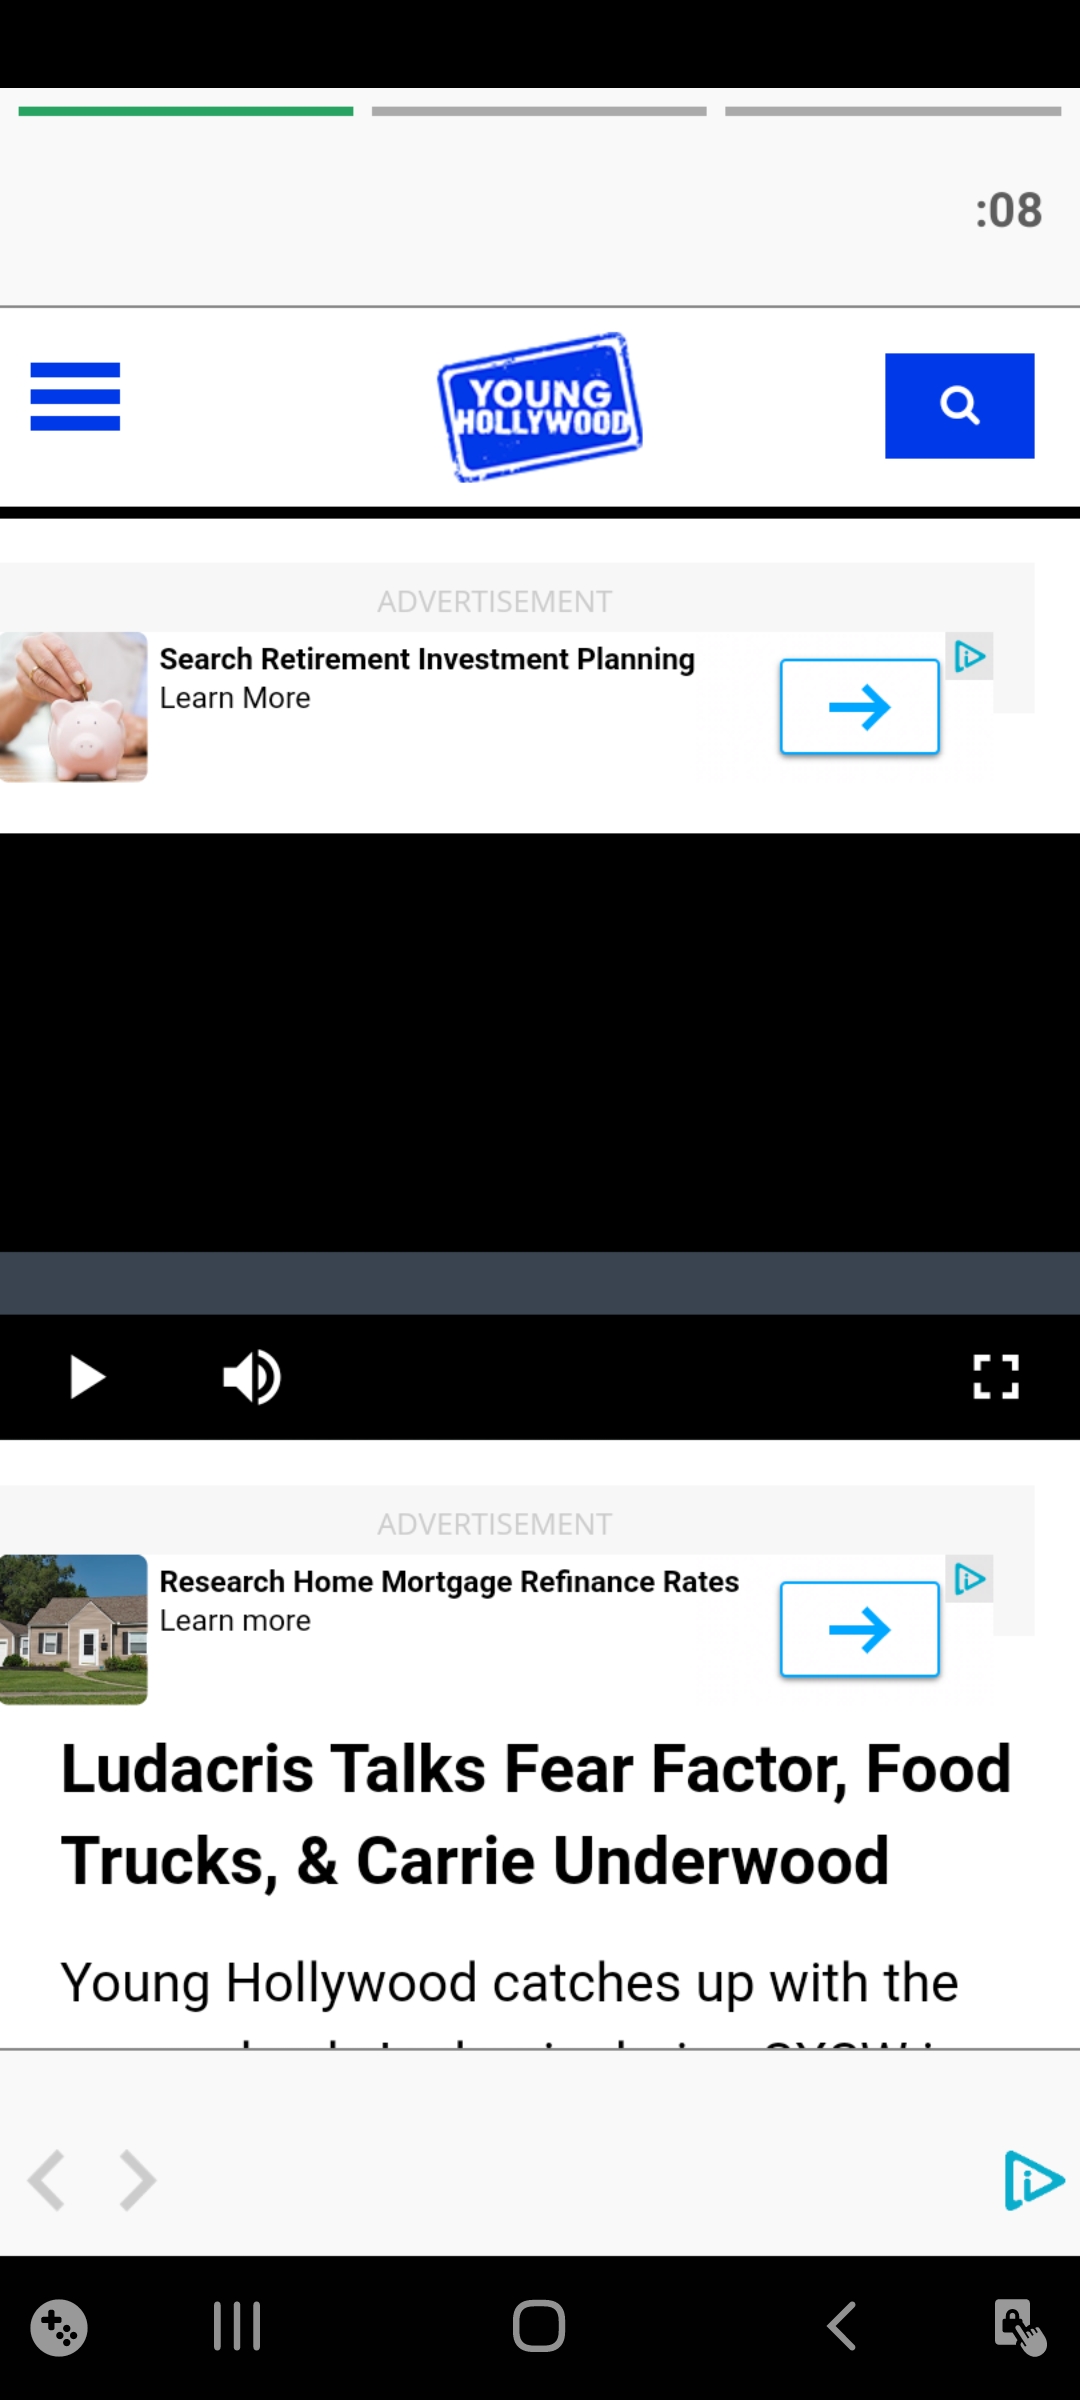 :08
YOUNG
HOLLYWOOD
ADVERTISEMENT
Search Retirement Investment Planning
Learn More
ADVERTISEMENT
Research Home Mortgage Refinance Rates
Learn more
Ludacris Talks Fear Factor, Food
Trucks, & Carrie Underwood
Young Hollywood catches up with the